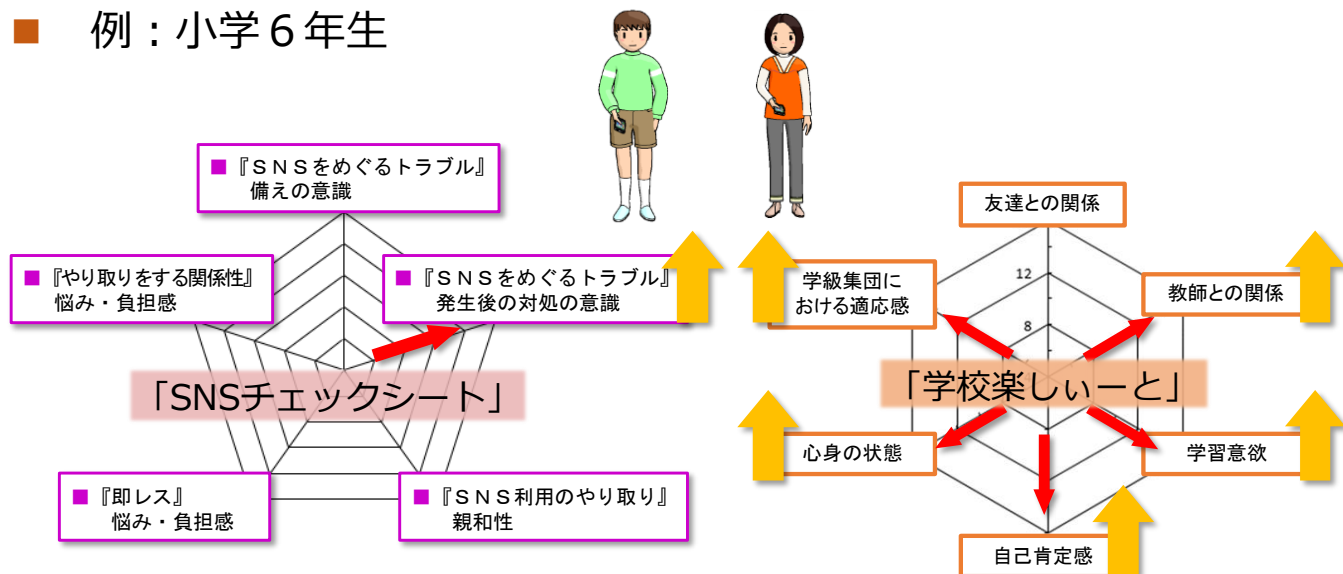 ■ 例：小学６年生
■『ＳＮＳをめぐるトラブル』
備えの意識
■『やり取りをする関係性』
悩み・負担感
■『ＳＮＳをめぐるトラブル』
発生後の対処の意識
「SNSチェックシート」
■『即レス』
悩み・負担感
■『ＳＮＳ利用のやり取り』
親和性
友達との関係
学級集団に
おける適応感
12
教師との関係
8
「学校楽しぃーと」
心身の状態
学習意欲
自己肯定感